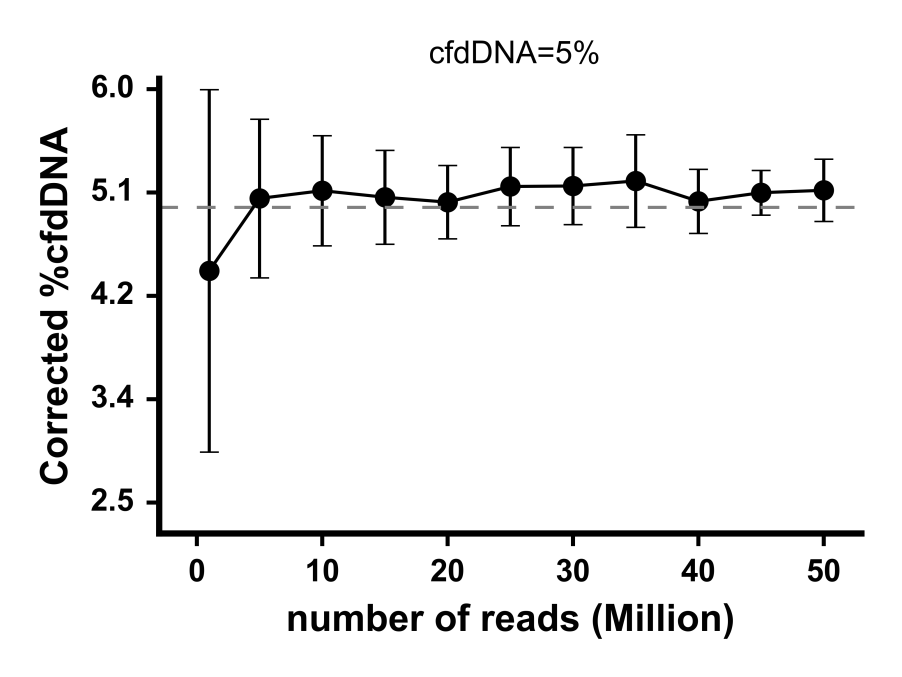 cfdDNA=5%
Corrected %cfdDNA
6.0
5.1
4.2
3.4
2.5
0 10 20 30 40 50
number of reads (Million)